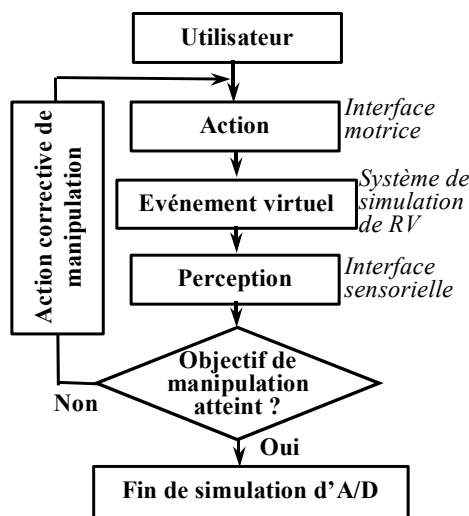 Utilisateur
Action
Interface
motrice
Action corrective de
manipulation
Evénement virtuel
Système de
simulation
de RV
Perception
Interface
sensorielle
Objectif de
manipulation
atteint ?
Non
Oui
Fin de simulation d’A/D